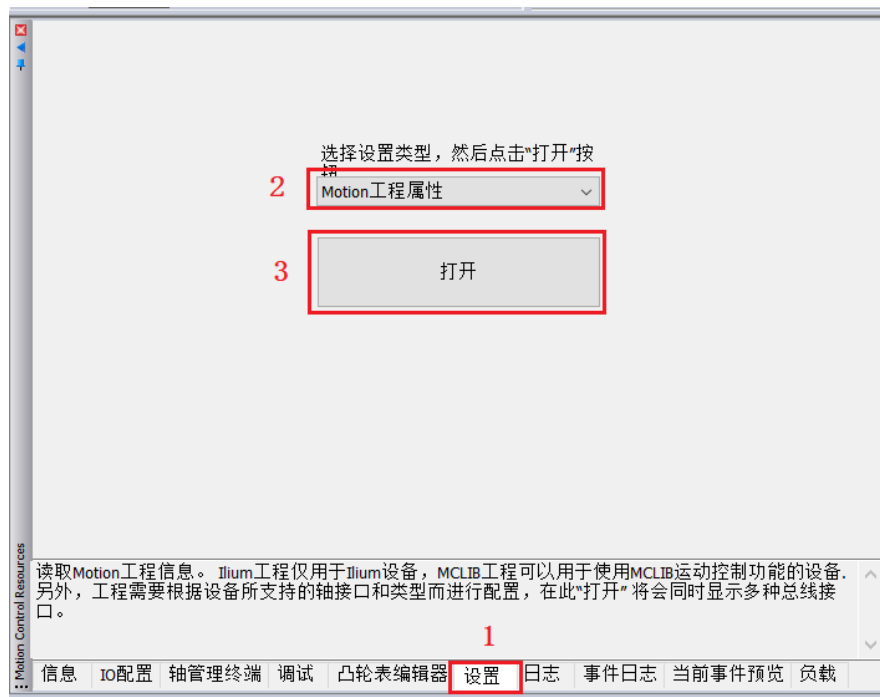 选择设置类型，然后点击“打开”按
钮
2
Motion工程属性
3
打开
Motion Control Resources
读取Motion工程信息。 Ilium工程仅用于Ilium设备，MCLIB工程可以用于使用MCLIB运动控制功能的设备.
另外，工程需要根据设备所支持的轴接口和类型而进行配置，在此“打开” 将会同时显示多种总线接
口。
1
信息 IO配置 轴管理终端 调试 凸轮表编辑器 设置 日志 事件日志 当前事件预览 负载